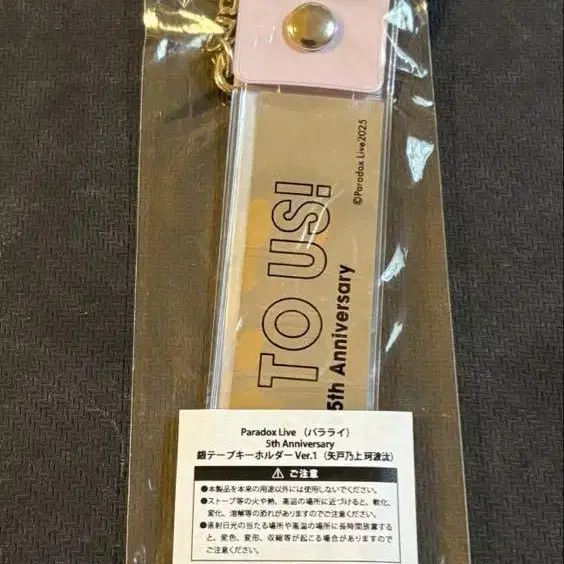 TO US!
5th Anniversary
©Paradox Live2025
Paradox Live (パラライ)
5th Anniversary
銀テープキーホルダー Ver.1(矢戸乃上 珂波汰)
⚠ ご注意
●本製品を本来の用途以外には使用しないでください。
●ストーブ等の火や熱、高温の場所に近づけると、軟化、
変化、溶解等の恐れがありますのでご注意ください。
●直射日光の当たる場所や高温の場所に長時間放置する
と、変色、変形、収縮等が起こる場合がありますので
ご注意ください。